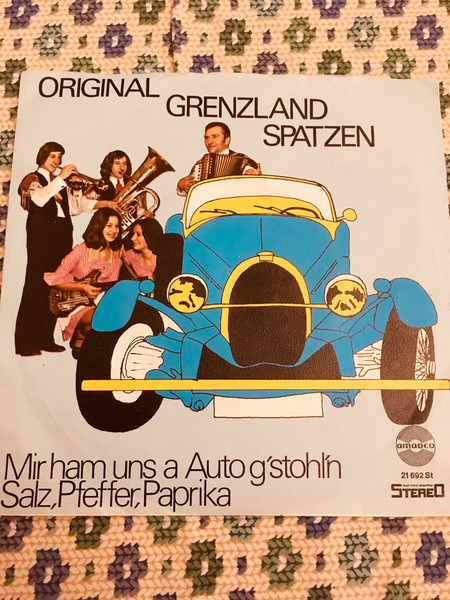 ORIGINAL
GRENZLAND
SPATZEN
Mir ham uns a Auto g'stohl'n
Salz, Pfeffer, Paprika
amadeo
21 692 St
STEREO